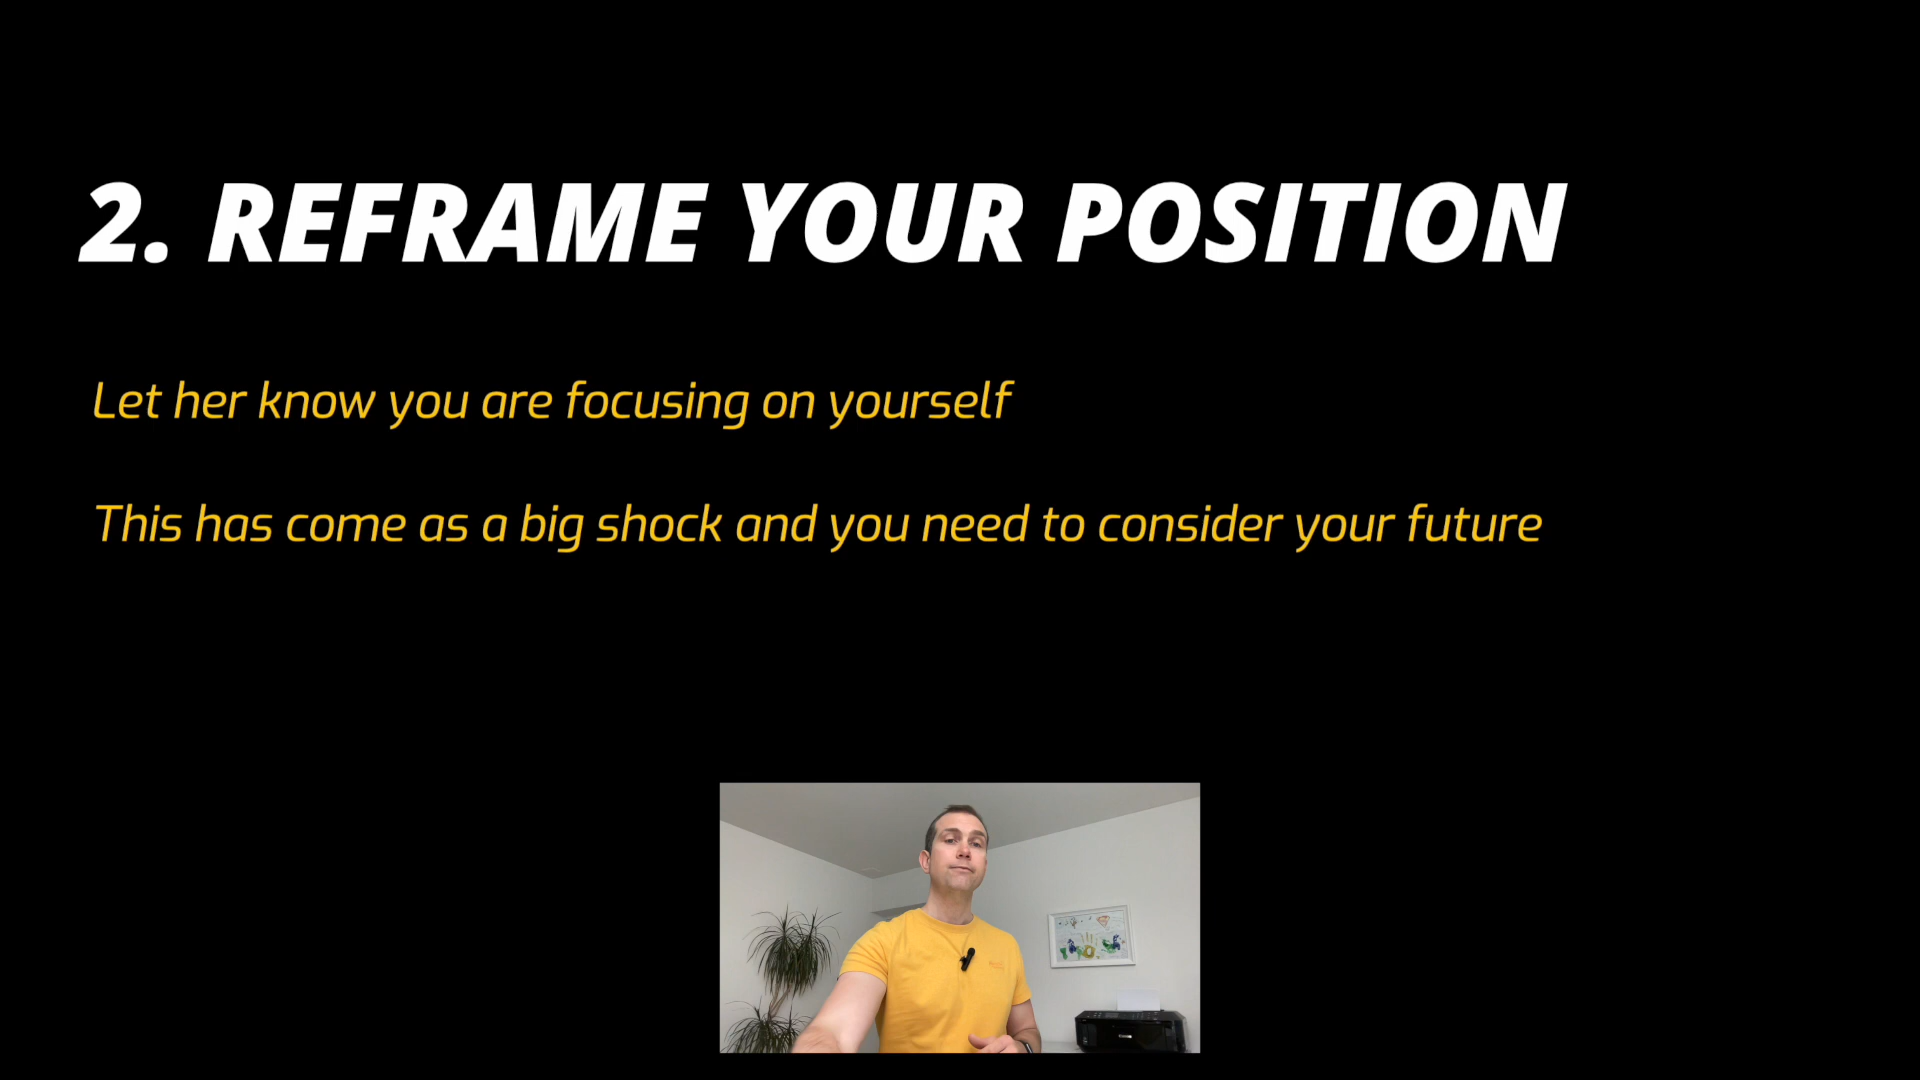 2. REFRAME YOUR POSITION
Let her know you are focusing on yourself
This has come as a big shock and you need to consider your future